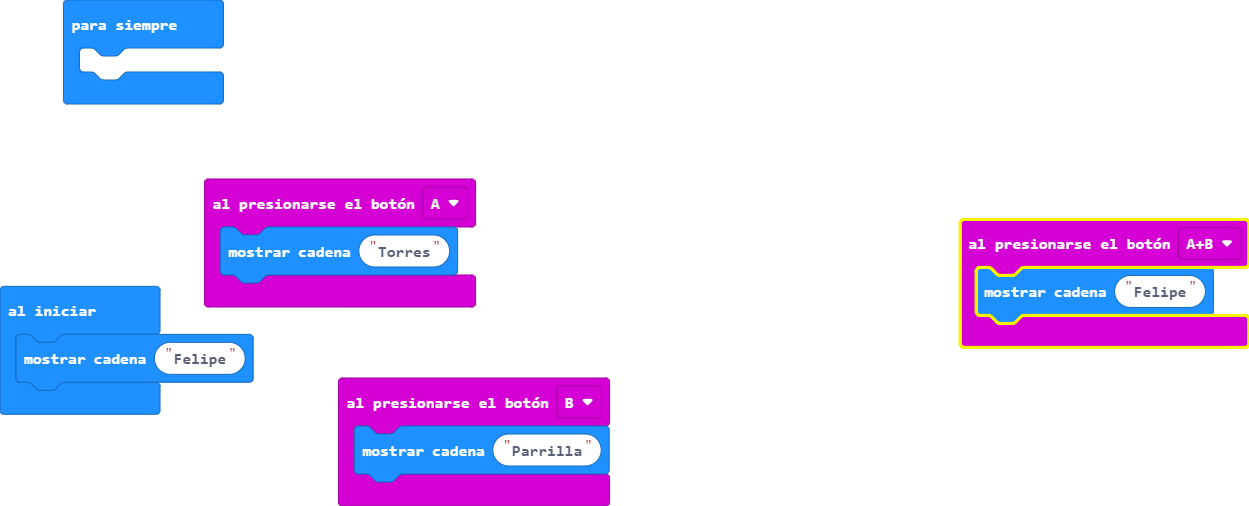 para siempre
al presionarse el botón A
mostrar cadena "Torres"
al presionarse el botón A+B
mostrar cadena "Felipe"
al iniciar
mostrar cadena "Felipe"
al presionarse el botón B
mostrar cadena "Parrilla"